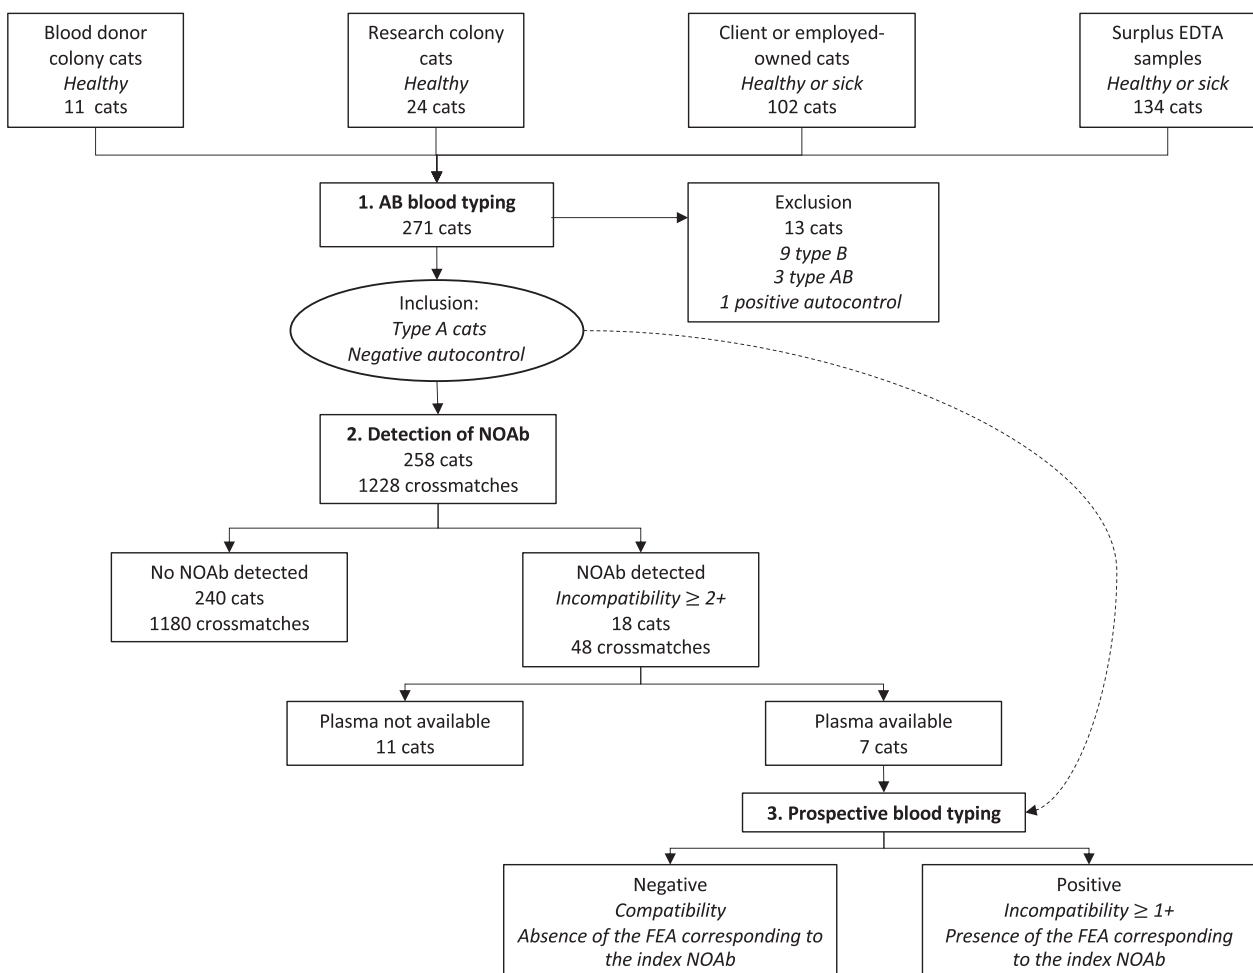 Blood donor
colony cats
Healthy
11 cats
Research colony
cats
Healthy
24 cats
Client or employed-
owned cats
Healthy or sick
102 cats
Surplus EDTA
samples
Healthy or sick
134 cats
1. AB blood typing
271 cats
Exclusion
13 cats
9 type B
3 type AB
1 positive autocontrol
Inclusion:
Type A cats
Negative autocontrol
2. Detection of NOAb
258 cats
1228 crossmatches
No NOAb detected
240 cats
1180 crossmatches
NOAb detected
Incompatibility ≥ 2+
18 cats
48 crossmatches
Plasma not available
11 cats
Plasma available
7 cats
3. Prospective blood typing
Negative
Compatibility
Absence of the FEA corresponding to
the index NOAb
Positive
Incompatibility ≥ 1+
Presence of the FEA corresponding
to the index NOAb